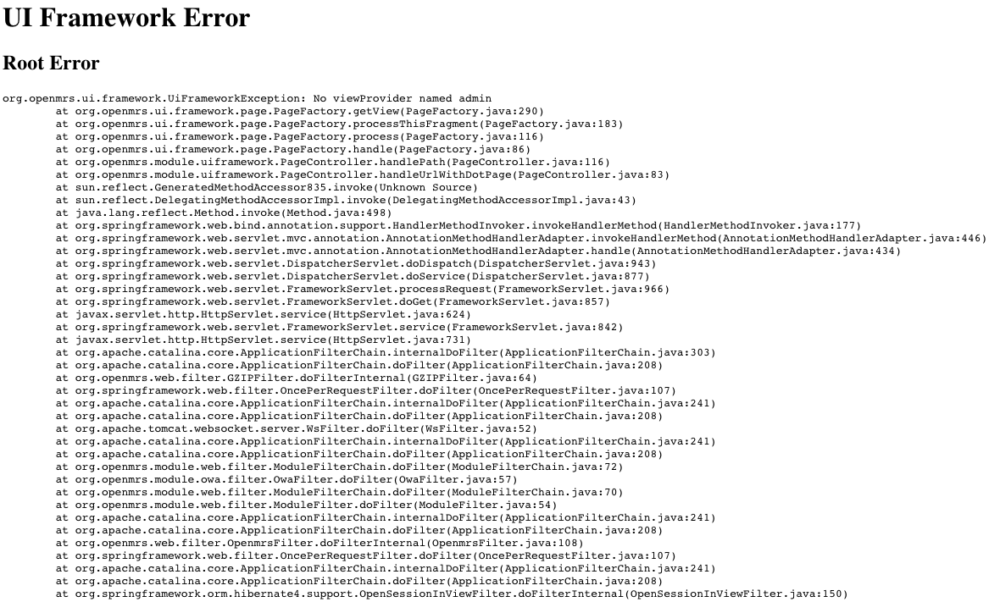 UI Framework Error
Root Error
org.openmrs.ui.framework.UiFrameworkException: No viewProvider named admin
at org.openmrs.ui.framework.page.PageFactory.getView(PageFactory.java:290)
at org.openmrs.ui.framework.page.PageFactory.processThisFragment(PageFactory.java:183)
at org.openmrs.ui.framework.page.PageFactory.process(PageFactory.java:116)
at org.openmrs.ui.framework.page.PageFactory.handle(PageFactory.java:86)
at org.openmrs.module.uiframework.PageController.handlePath(PageController.java:116)
at org.openmrs.module.uiframework.PageController.handleUrlWithDotPage(PageController.java:83)
at sun.reflect.GeneratedMethodAccessor835.invoke(Unknown Source)
at sun.reflect.DelegatingMethodAccessorImpl.invoke(DelegatingMethodAccessorImpl.java:43)
at java.lang.reflect.Method.invoke(Method.java:498)
at org.springframework.web.bind.annotation.support.HandlerMethodInvoker.invokeHandlerMethod(HandlerMethodInvoker.java:177)
at org.springframework.web.servlet.mvc.annotation.AnnotationMethodHandlerAdapter.invokeHandlerMethod(AnnotationMethodHandlerAdapter.java:446)
at org.springframework.web.servlet.mvc.annotation.AnnotationMethodHandlerAdapter.handle(AnnotationMethodHandlerAdapter.java:434)
at org.springframework.web.servlet.DispatcherServlet.doDispatch(DispatcherServlet.java:943)
at org.springframework.web.servlet.DispatcherServlet.doService(DispatcherServlet.java:877)
at org.springframework.web.servlet.FrameworkServlet.processRequest(FrameworkServlet.java:966)
at org.springframework.web.servlet.FrameworkServlet.doGet(FrameworkServlet.java:857)
at javax.servlet.http.HttpServlet.service(HttpServlet.java:624)
at org.springframework.web.servlet.FrameworkServlet.service(FrameworkServlet.java:842)
at javax.servlet.http.HttpServlet.service(HttpServlet.java:731)
at org.apache.catalina.core.ApplicationFilterChain.internalDoFilter(ApplicationFilterChain.java:303)
at org.apache.catalina.core.ApplicationFilterChain.doFilter(ApplicationFilterChain.java:208)
at org.openmrs.web.filter.GZIPFilter.doFilterInternal(GZIPFilter.java:64)
at org.springframework.web.filter.OncePerRequestFilter.doFilter(OncePerRequestFilter.java:107)
at org.apache.catalina.core.ApplicationFilterChain.internalDoFilter(ApplicationFilterChain.java:241)
at org.apache.catalina.core.ApplicationFilterChain.doFilter(ApplicationFilterChain.java:208)
at org.apache.tomcat.websocket.server.WsFilter.doFilter(WsFilter.java:52)
at org.apache.catalina.core.ApplicationFilterChain.internalDoFilter(ApplicationFilterChain.java:241)
at org.apache.catalina.core.ApplicationFilterChain.doFilter(ApplicationFilterChain.java:208)
at org.openmrs.module.web.filter.ModuleFilterChain.doFilter(ModuleFilterChain.java:72)
at org.openmrs.module.owa.filter.OwaFilter.doFilter(OwaFilter.java:57)
at org.openmrs.module.web.filter.ModuleFilterChain.doFilter(ModuleFilterChain.java:70)
at org.openmrs.module.web.filter.ModuleFilter.doFilter(ModuleFilter.java:54)
at org.apache.catalina.core.ApplicationFilterChain.internalDoFilter(ApplicationFilterChain.java:241)
at org.apache.catalina.core.ApplicationFilterChain.doFilter(ApplicationFilterChain.java:208)
at org.openmrs.web.filter.OpenmrsFilter.doFilterInternal(OpenmrsFilter.java:108)
at org.springframework.web.filter.OncePerRequestFilter.doFilter(OncePerRequestFilter.java:107)
at org.apache.catalina.core.ApplicationFilterChain.internalDoFilter(ApplicationFilterChain.java:241)
at org.apache.catalina.core.ApplicationFilterChain.doFilter(ApplicationFilterChain.java:208)
at org.springframework.orm.hibernate4.support.OpenSessionInViewFilter.doFilterInternal(OpenSessionInViewFilter.java:150)